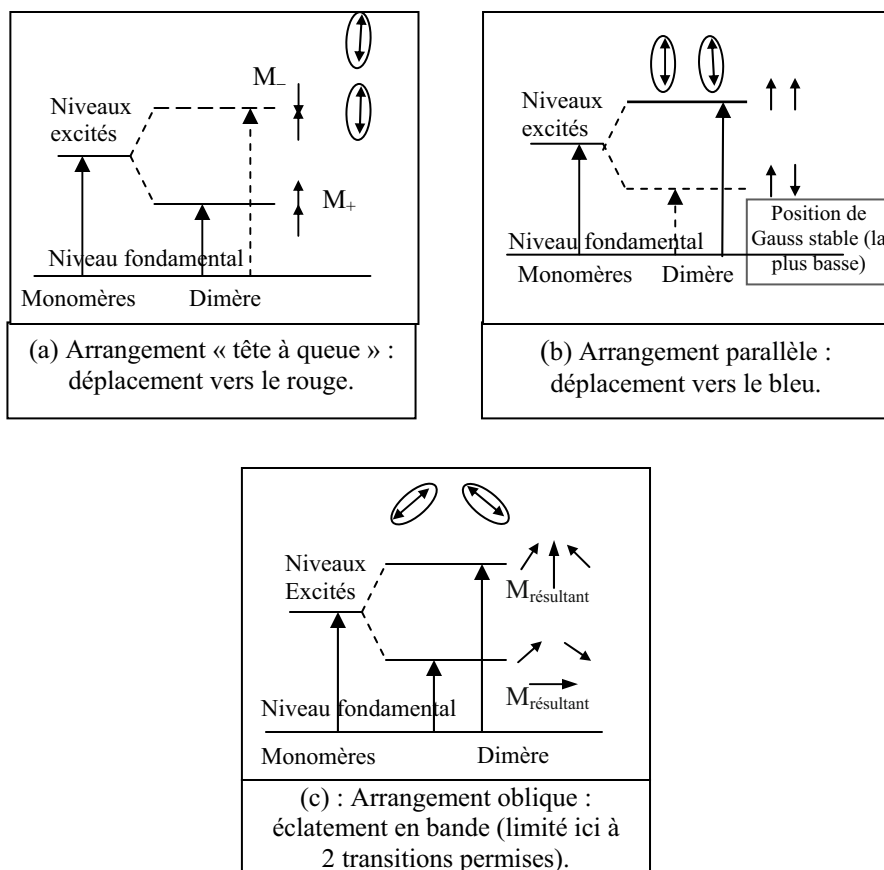 M–
Niveaux
excités
M+
Niveau fondamental
Monomères Dimère
(a) Arrangement « tête à queue » :
déplacement vers le rouge.
Niveaux
excités
Position de
Gauss stable (la
plus basse)
Niveau fondamental
Monomères Dimère
(b) Arrangement parallèle :
déplacement vers le bleu.
Niveaux
Excités
Mrésultant
Mrésultant
Niveau fondamental
Monomères Dimère
(c) : Arrangement oblique :
éclatement en bande (limité ici à
2 transitions permises).